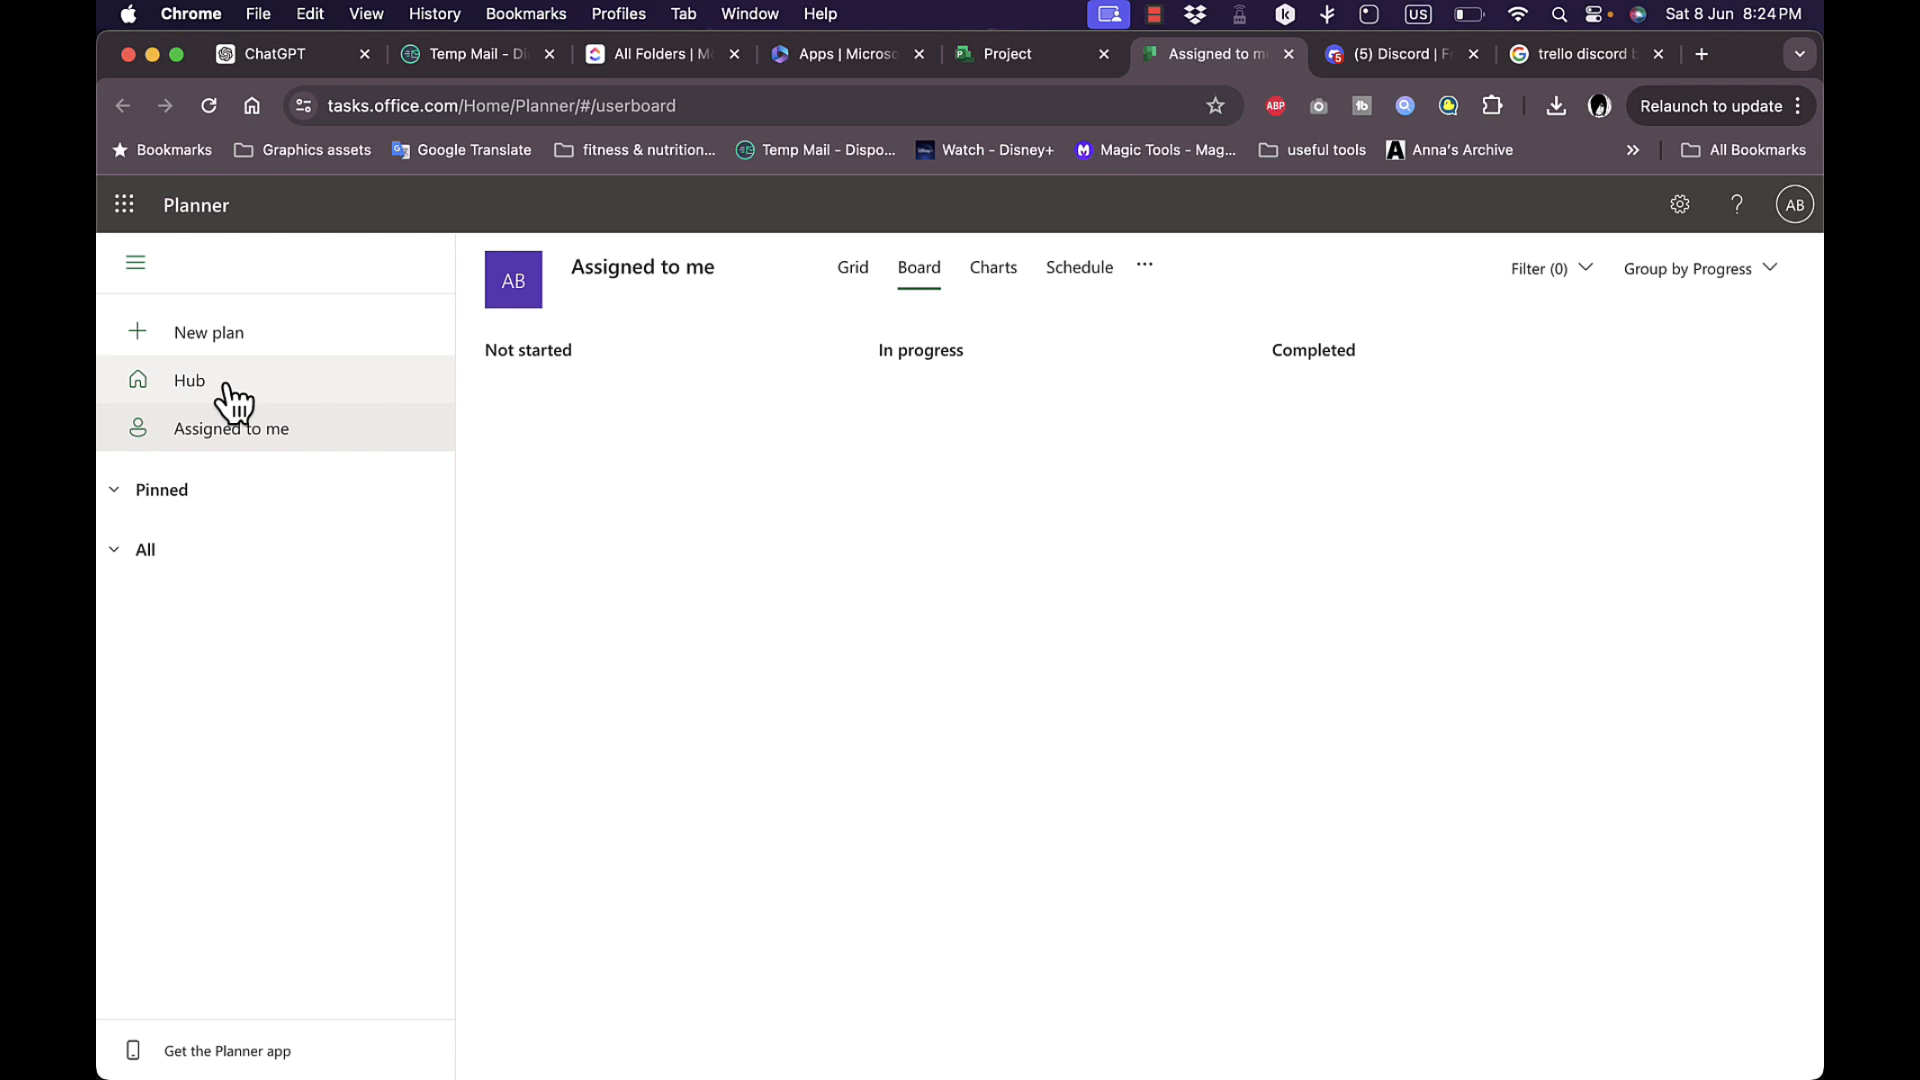 Chrome File Edit View History Bookmarks Profiles Tab Window Help US Sat 8 Jun 8:24 PM
ChatGPT Temp Mail - Di All Folders | M Apps | Microso Project Assigned to m (5) Discord | F trello discord b
tasks.office.com/Home/Planner/#/userboard ABP tb Relaunch to update
Bookmarks Graphics assets Google Translate fitness & nutrition... Temp Mail - Dispo... Watch - Disney+ Magic Tools - Mag... useful tools Anna's Archive All Bookmarks
Planner ? AB
AB Assigned to me Grid Board Charts Schedule ... Filter (0) Group by Progress
New plan
Not started In progress Completed
Hub
Assigned to me
Pinned
All
Get the Planner app